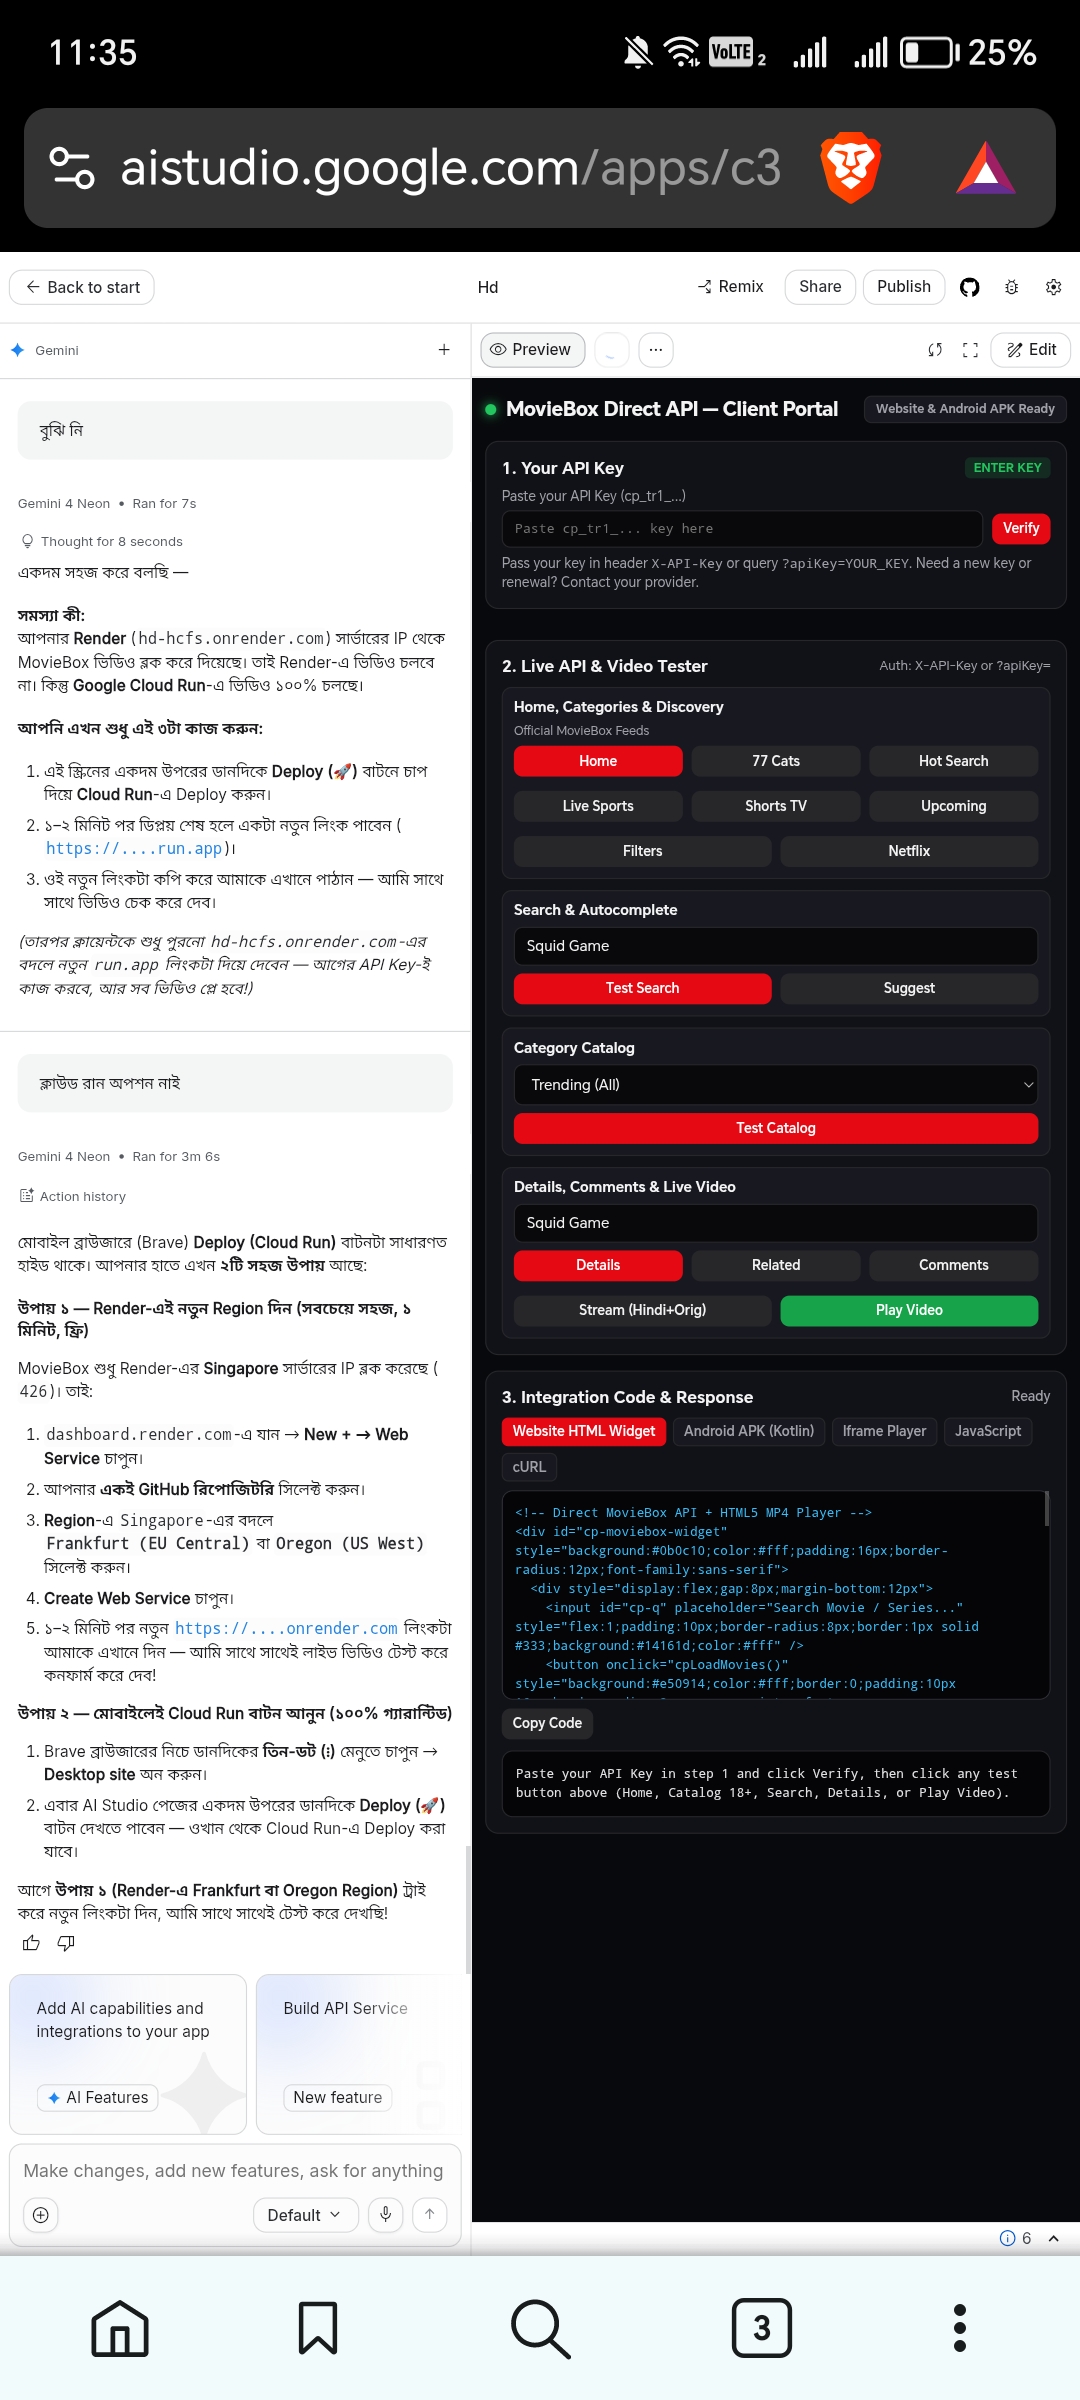 11:35
VoLTE 2
25%
aistudio.google.com/apps/c3
Back to start
Hd
Remix
Share
Publish
Gemini
Preview
Edit
বুঝি নি
Gemini 4 Neon • Ran for 7s
Thought for 8 seconds
একদম সহজ করে বলছি —
সমস্যা কী:
আপনার Render (hd-hcfs.onrender.com) সার্ভারের IP থেকে
MovieBox ভিডিও ব্লক করে দিয়েছে। তাই Render-এ ভিডিও চলবে
না। কিন্তু Google Cloud Run-এ ভিডিও ১০০% চলছে।
আপনি এখন শুধু এই ৩টা কাজ করুন:
1. এই স্ক্রিনের একদম উপরের ডানদিকে Deploy (🚀) বাটনে চাপ
দিয়ে Cloud Run-এ Deploy করুন।
2. ১–২ মিনিট পর ডিপ্লয় শেষ হলে একটা নতুন লিংক পাবেন (
https://....run.app)।
3. ওই নতুন লিংকটা কপি করে আমাকে এখানে পাঠান — আমি সাথে
সাথে ভিডিও চেক করে দেব।
(তারপর ক্লায়েন্টকে শুধু পুরনো hd-hcfs.onrender.com-এর
বদলে নতুন run.app লিংকটা দিয়ে দেবেন — আগের API Key-ই
কাজ করবে, আর সব ভিডিও প্লে হবে!)
ক্লাউড রান অপশন নাই
Gemini 4 Neon • Ran for 3m 6s
Action history
মোবাইল ব্রাউজারে (Brave) Deploy (Cloud Run) বাটনটা সাধারণত
হাইড থাকে। আপনার হাতে এখন ২টি সহজ উপায় আছে:
উপায় ১ — Render-এই নতুন Region দিন (সবচেয়ে সহজ, ১
মিনিট, ফ্রি)
MovieBox শুধু Render-এর Singapore সার্ভারের IP ব্লক করেছে (
426)। তাই:
1. dashboard.render.com-এ যান → New + → Web
Service চাপুন।
2. আপনার একই GitHub রিপোজিটরি সিলেক্ট করুন।
3. Region-এ Singapore-এর বদলে
Frankfurt (EU Central) বা Oregon (US West)
সিলেক্ট করুন।
4. Create Web Service চাপুন।
5. ১–২ মিনিট পর নতুন https://....onrender.com লিংকটা
আমাকে এখানে দিন — আমি সাথে সাথেই লাইভ ভিডিও টেস্ট করে
কনফার্ম করে দেব!
উপায় ২ — মোবাইলেই Cloud Run বাটন আনুন (১০০% গ্যারান্টিড)
1. Brave ব্রাউজারের নিচে ডানদিকের তিন-ডট (⋮) মেনুতে চাপুন →
Desktop site অন করুন।
2. এবার AI Studio পেজের একদম উপরের ডানদিকে Deploy (🚀)
বাটন দেখতে পাবেন — ওখান থেকে Cloud Run-এ Deploy করা
যাবে।
আগে উপায় ১ (Render-এ Frankfurt বা Oregon Region) ট্রাই
করে নতুন লিংকটা দিন, আমি সাথে সাথেই টেস্ট করে দেখছি!
Add AI capabilities and
integrations to your app
AI Features
Build API Service
New feature
Make changes, add new features, ask for anything
Default
MovieBox Direct API — Client Portal
Website & Android APK Ready
1. Your API Key
ENTER KEY
Paste your API Key (cp_tr1_...)
Paste cp_tr1_... key here
Verify
Pass your key in header X-API-Key or query ?apiKey=YOUR_KEY. Need a new key or
renewal? Contact your provider.
2. Live API & Video Tester
Auth: X-API-Key or ?apiKey=
Home, Categories & Discovery
Official MovieBox Feeds
Home
77 Cats
Hot Search
Live Sports
Shorts TV
Upcoming
Filters
Netflix
Search & Autocomplete
Squid Game
Test Search
Suggest
Category Catalog
Trending (All)
Test Catalog
Details, Comments & Live Video
Squid Game
Details
Related
Comments
Stream (Hindi+Orig)
Play Video
3. Integration Code & Response
Ready
Website HTML Widget
Android APK (Kotlin)
Iframe Player
JavaScript
cURL
<!-- Direct MovieBox API + HTML5 MP4 Player -->
<div id="cp-moviebox-widget"
style="background:#0b0c10;color:#fff;padding:16px;border-
radius:12px;font-family:sans-serif">
<div style="display:flex;gap:8px;margin-bottom:12px">
<input id="cp-q" placeholder="Search Movie / Series..."
style="flex:1;padding:10px;border-radius:8px;border:1px solid
#333;background:#14161d;color:#fff" />
<button onclick="cpLoadMovies()"
style="background:#e50914;color:#fff;border:0;padding:10px
Copy Code
Paste your API Key in step 1 and click Verify, then click any test
button above (Home, Catalog 18+, Search, Details, or Play Video).
6
3